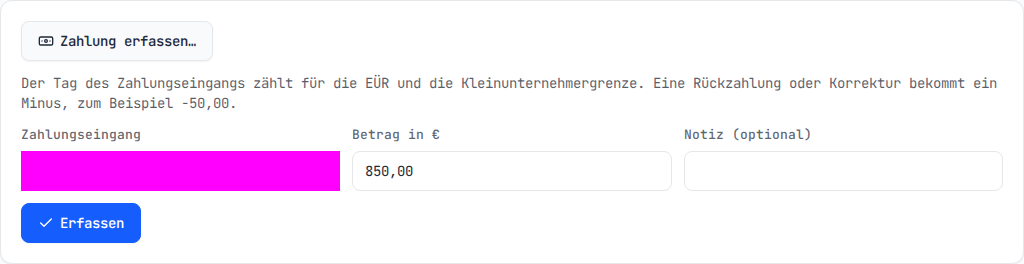 Zahlung erfassen…
Der Tag des Zahlungseingangs zählt für die EÜR und die Kleinunternehmergrenze. Eine Rückzahlung oder Korrektur bekommt ein
Minus, zum Beispiel -50,00.
Zahlungseingang
Betrag in €
Notiz (optional)
850,00
Erfassen